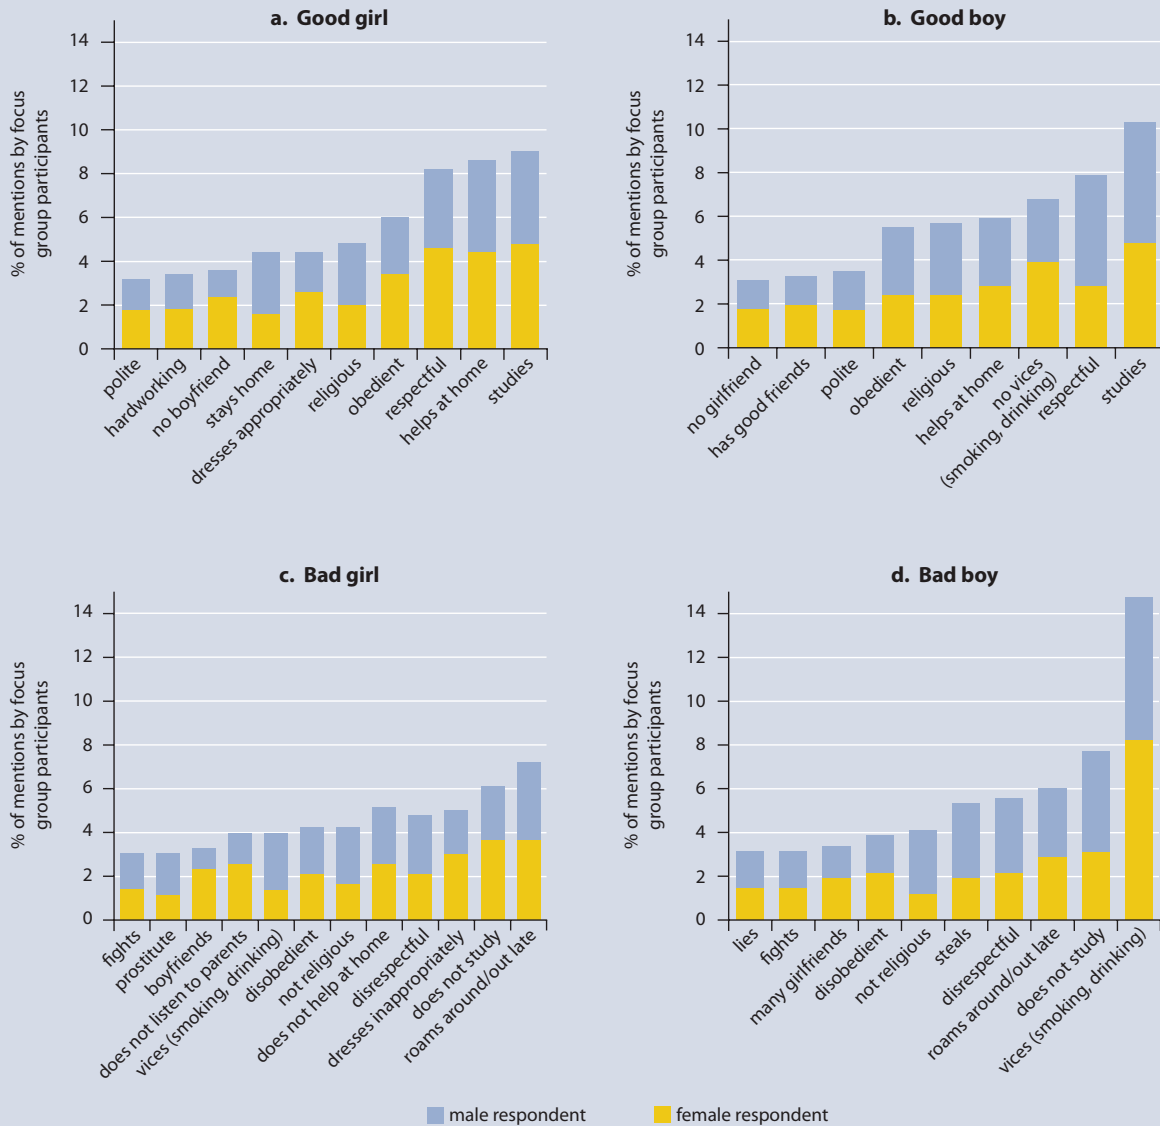 a. Good girl
% of mentions by focus
group participants
14
12
10
8
6
4
2
0
polite
hardworking
no boyfriend
stays home
dresses appropriately
religious
obedient
respectful
helps at home
studies
b. Good boy
% of mentions by focus
group participants
14
12
10
8
6
4
2
0
no girlfriend
has good friends
polite
obedient
religious
helps at home
no vices
(smoking, drinking)
respectful
studies
c. Bad girl
% of mentions by focus
group participants
14
12
10
8
6
4
2
0
fights
prostitute
boyfriends
does not listen to parents
vices (smoking, drinking)
disobedient
not religious
does not help at home
disrespectful
dresses inappropriately
does not study
roams around/out late
d. Bad boy
% of mentions by focus
group participants
14
12
10
8
6
4
2
0
lies
fights
many girlfriends
disobedient
not religious
steals
disrespectful
roams around/out late
does not study
vices (smoking, drinking)
male respondent
female respondent